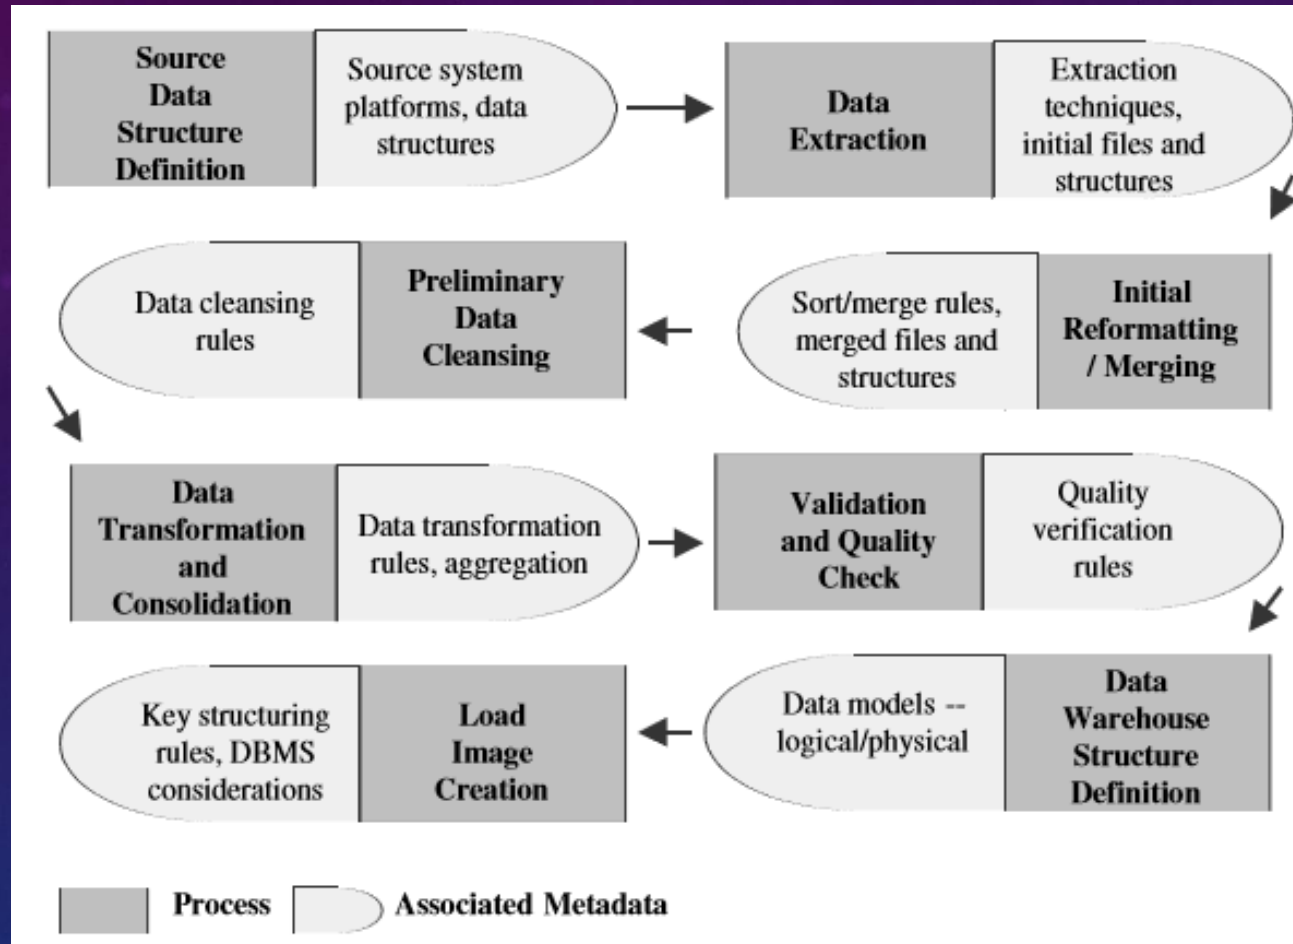 Source
Data
Structure
Definition
Source system
platforms, data
structures
Data
Extraction
Extraction
techniques,
initial files and
structures
Initial
Reformatting
/ Merging
Sort/merge rules,
merged files and
structures
Preliminary
Data
Cleansing
Data cleansing
rules
Data
Transformation
and
Consolidation
Data transformation
rules, aggregation
Validation
and Quality
Check
Quality
verification
rules
Data
Warehouse
Structure
Definition
Data models --
logical/physical
Load
Image
Creation
Key structuring
rules, DBMS
considerations
Process
Associated Metadata